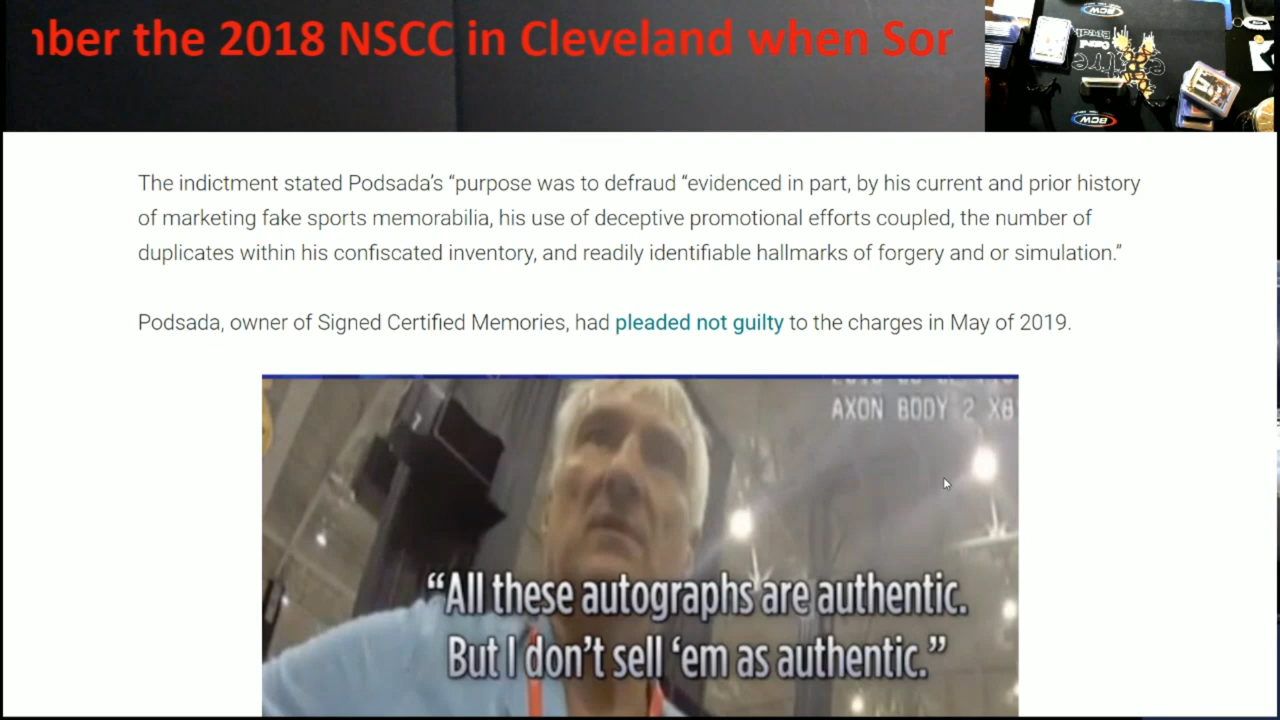 nber the 2018 NSCC in Cleveland when Sor
BCW
BCW
The indictment stated Podsada’s “purpose was to defraud “evidenced in part, by his current and prior history
of marketing fake sports memorabilia, his use of deceptive promotional efforts coupled, the number of
duplicates within his confiscated inventory, and readily identifiable hallmarks of forgery and or simulation.”
Podsada, owner of Signed Certified Memories, had pleaded not guilty to the charges in May of 2019.
AXON BODY 2 X8
“All these autographs are authentic.
But I don’t sell ‘em as authentic.”